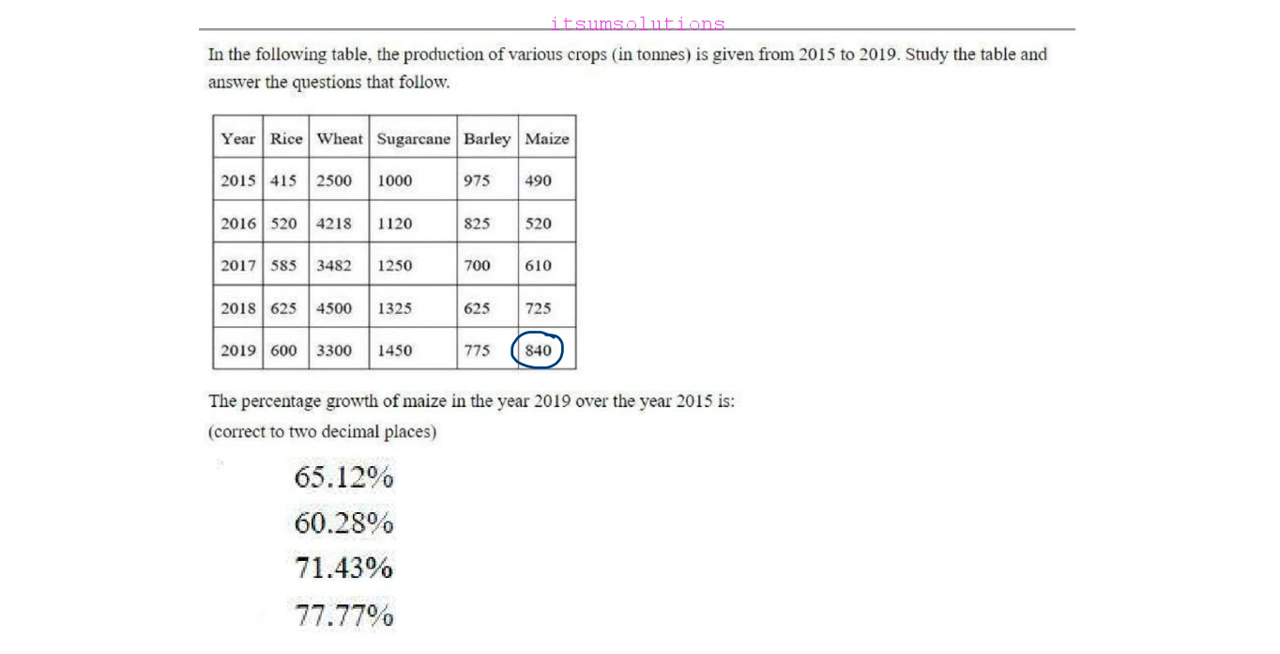 itsumsolutions
In the following table, the production of various crops (in tonnes) is given from 2015 to 2019. Study the table and
answer the questions that follow.
Year Rice Wheat Sugarcane Barley Maize
2015 415 2500 1000 975 490
2016 520 4218 1120 825 520
2017 585 3482 1250 700 610
2018 625 4500 1325 625 725
2019 600 3300 1450 775 840
The percentage growth of maize in the year 2019 over the year 2015 is:
(correct to two decimal places)
65.12%
60.28%
71.43%
77.77%